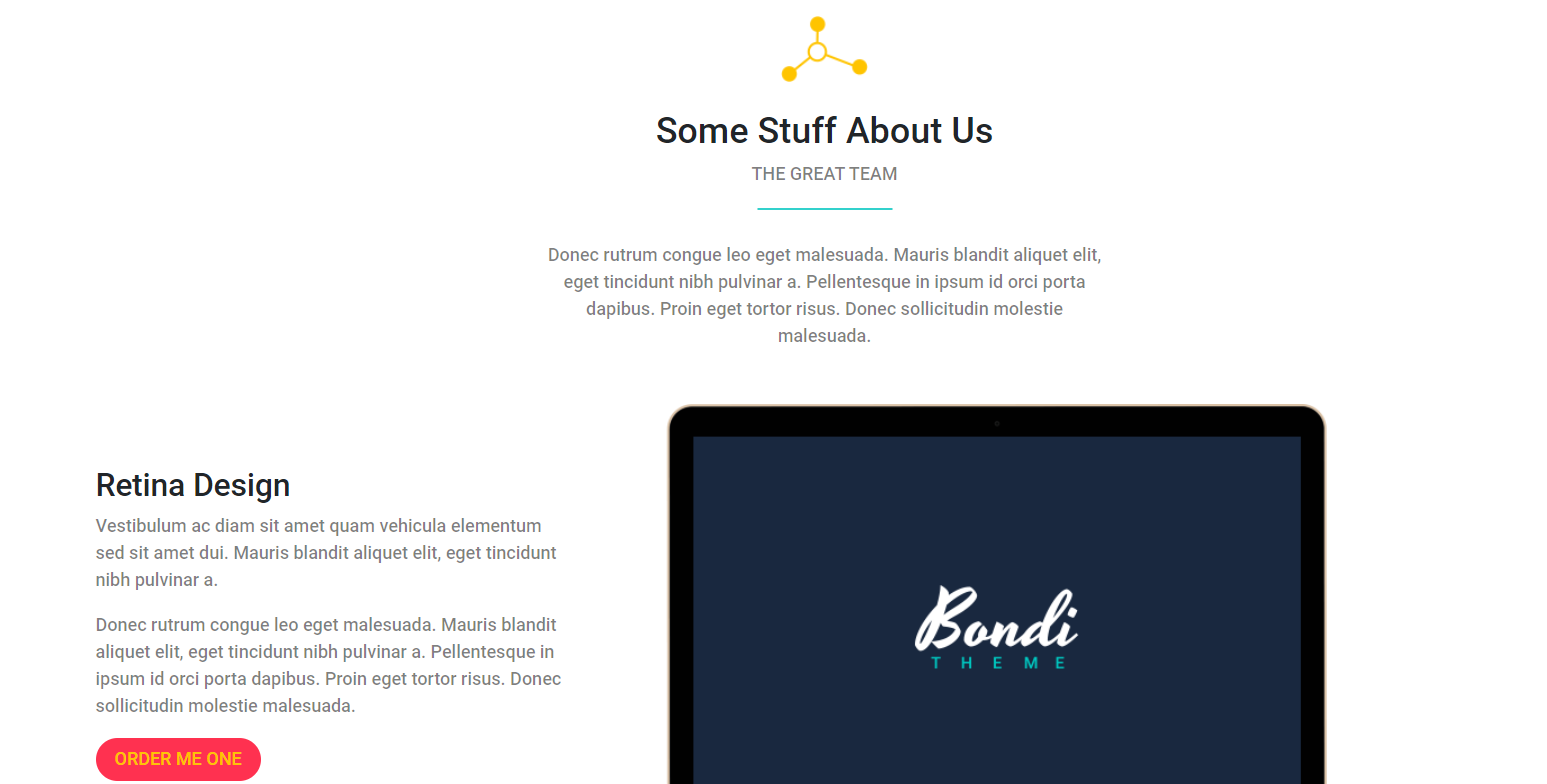 Some Stuff About Us
THE GREAT TEAM
Donec rutrum congue leo eget malesuada. Mauris blandit aliquet elit,
eget tincidunt nibh pulvinar a. Pellentesque in ipsum id orci porta
dapibus. Proin eget tortor risus. Donec sollicitudin molestie
malesuada.
Retina Design
Vestibulum ac diam sit amet quam vehicula elementum
sed sit amet dui. Mauris blandit aliquet elit, eget tincidunt
nibh pulvinar a.
Donec rutrum congue leo eget malesuada. Mauris blandit
aliquet elit, eget tincidunt nibh pulvinar a. Pellentesque in
ipsum id orci porta dapibus. Proin eget tortor risus. Donec
sollicitudin molestie malesuada.
ORDER ME ONE
Bondi
THEME